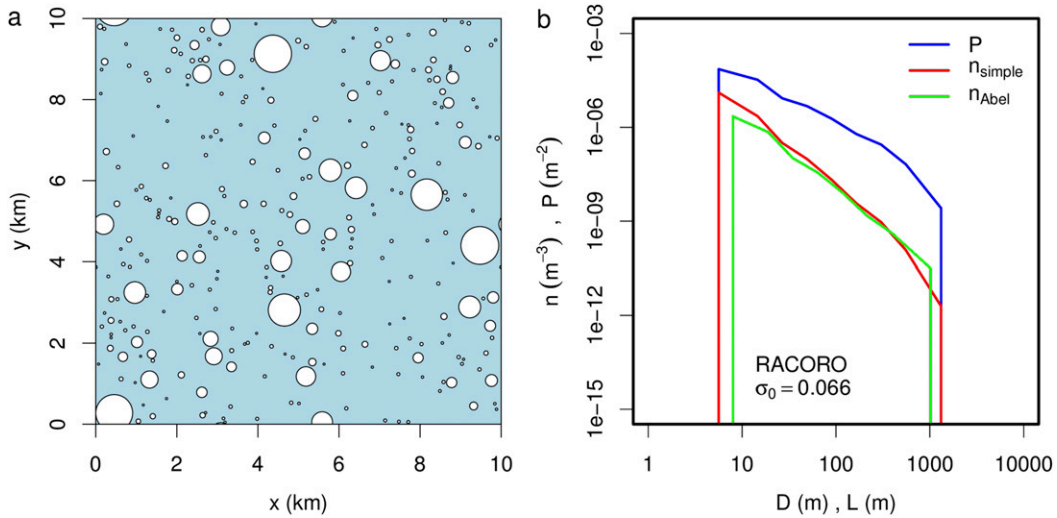 a
y (km)
10
8
6
4
2
0
0 2 4 6 8 10
x (km)
b
n (m⁻³) , P (m⁻²)
1e-03
1e-06
1e-09
1e-12
1e-15
P
n_simple
n_Abel
RACORO
σ₀ = 0.066
1 10 100 1000 10000
D (m) , L (m)